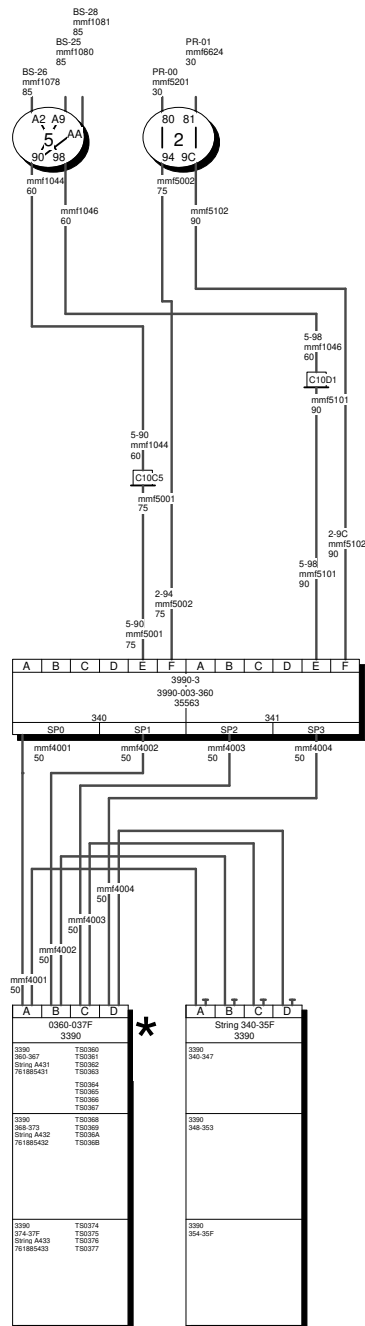 BS-28
mmf1081
85
BS-25
mmf1080
85
BS-26
mmf1078
85
PR-01
mmf6624
30
PR-00
mmf5201
30
A2 A9
5 AA
90 98
80 81
2
94 9C
mmf1044
60
mmf1046
60
mmf5002
75
mmf5102
90
5-98
mmf1046
60
C10D1
mmf5101
90
5-90
mmf1044
60
C10C5
mmf5001
75
2-9C
mmf5102
90
5-98
mmf5101
90
2-94
mmf5002
75
5-90
mmf5001
75
A B C D E F A B C D E F
3990-3
3990-003-360
35563
340 341
SP0 SP1 SP2 SP3
mmf4001
50
mmf4002
50
mmf4003
50
mmf4004
50
mmf4004
50
mmf4003
50
mmf4002
50
mmf4001
50
A B C D
0360-037F
3390
*
3390 TS0360
360-367 TS0361
String A431 TS0362
761885431 TS0363
TS0364
TS0365
TS0366
TS0367
3390 TS0368
368-373 TS0369
String A432 TS036A
761885432 TS036B
3390 TS0374
374-37F TS0375
String A433 TS0376
761885433 TS0377
A B C D
String 340-35F
3390
3390
340-347
3390
348-353
3390
354-35F